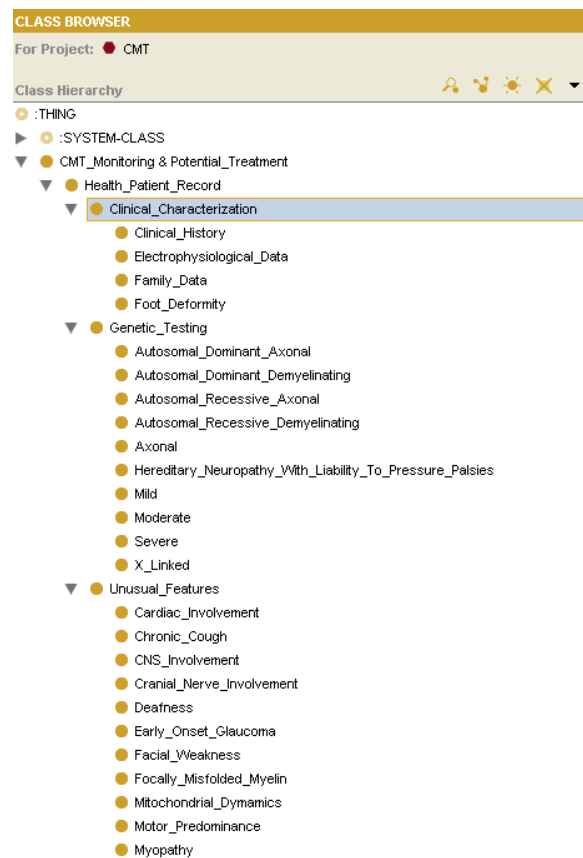 CLASS BROWSER
For Project: CMT
Class Hierarchy
:THING
:SYSTEM-CLASS
CMT_Monitoring & Potential_Treatment
Health_Patient_Record
Clinical_Characterization
Clinical_History
Electrophysiological_Data
Family_Data
Foot_Deformity
Genetic_Testing
Autosomal_Dominant_Axonal
Autosomal_Dominant_Demyelinating
Autosomal_Recessive_Axonal
Autosomal_Recessive_Demyelinating
Axonal
Hereditary_Neuropathy_With_Liability_To_Pressure_Palsies
Mild
Moderate
Severe
X_Linked
Unusual_Features
Cardiac_Involvement
Chronic_Cough
CNS_Involvement
Cranial_Nerve_Involvement
Deafness
Early_Onset_Glaucoma
Facial_Weakness
Focally_Misfolded_Myelin
Mitochondrial_Dymamics
Motor_Predominance
Myopathy